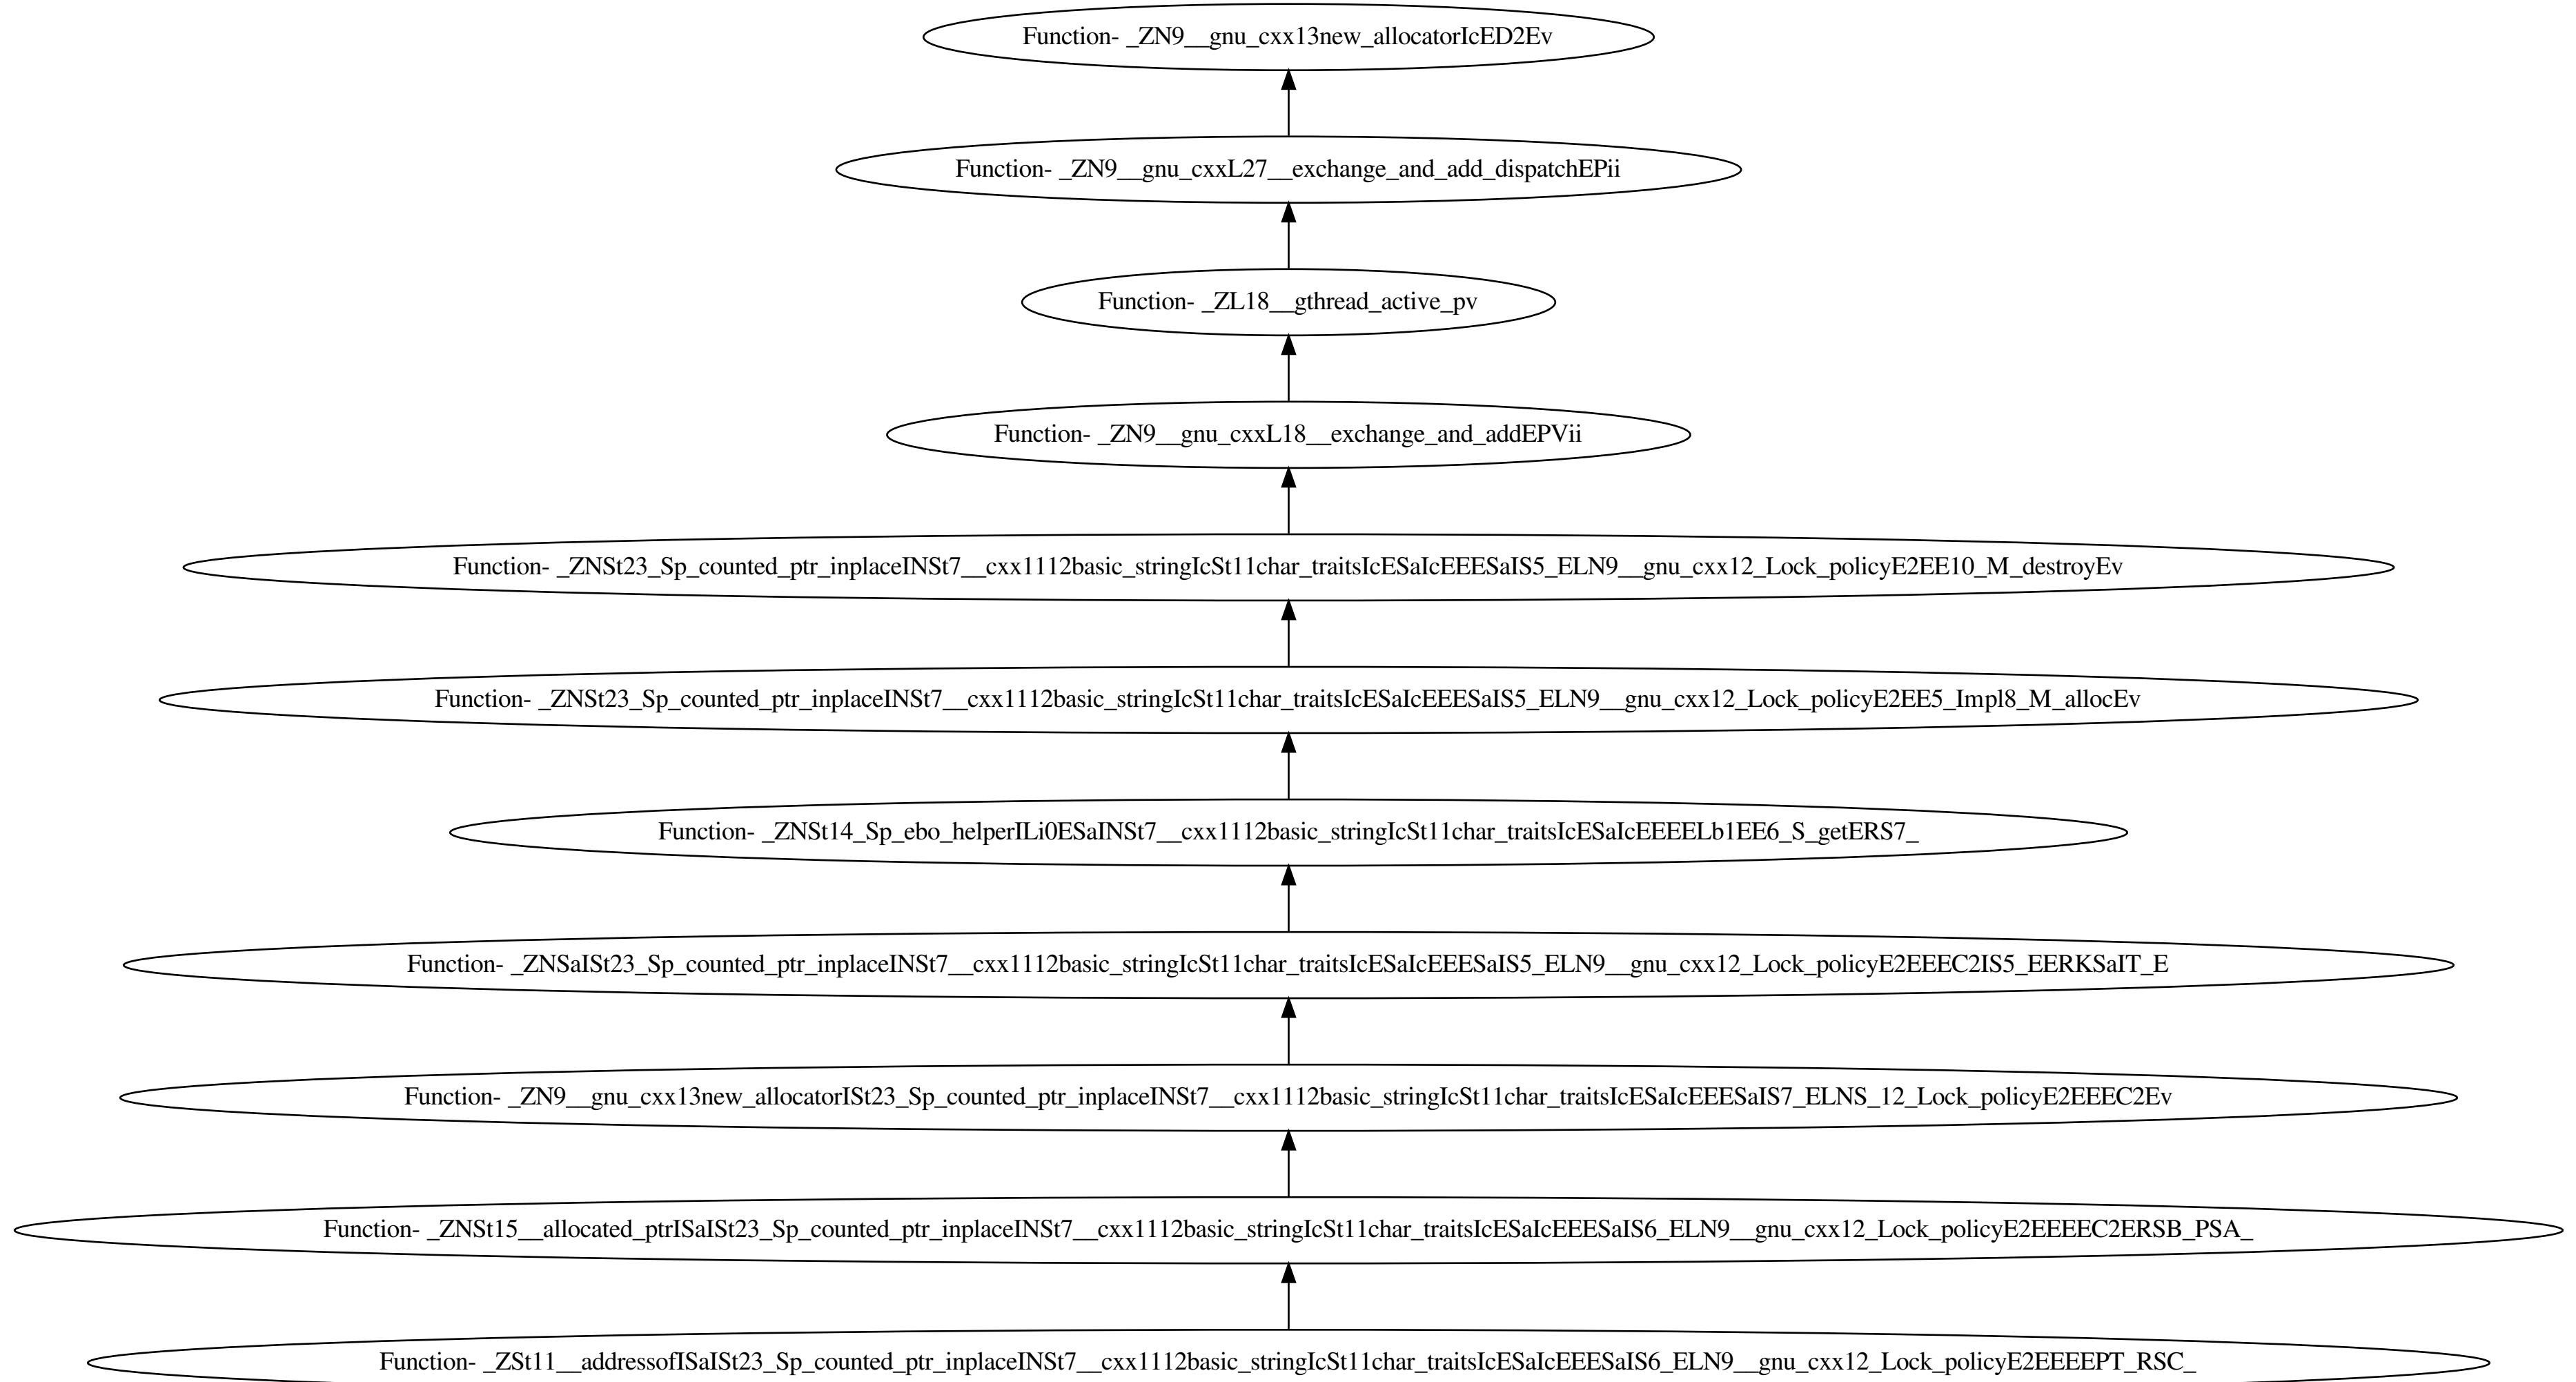 Function- _ZN9__gnu_cxx13new_allocatorIcED2Ev
Function- _ZN9__gnu_cxxL27__exchange_and_add_dispatchEPii
Function- _ZL18__gthread_active_pv
Function- _ZN9__gnu_cxxL18__exchange_and_addEPVii
Function- _ZNSt23_Sp_counted_ptr_inplaceINSt7__cxx1112basic_stringIcSt11char_traitsIcESaIcEEESaIS5_ELN9__gnu_cxx12_Lock_policyE2EE10_M_destroyEv
Function- _ZNSt23_Sp_counted_ptr_inplaceINSt7__cxx1112basic_stringIcSt11char_traitsIcESaIcEEESaIS5_ELN9__gnu_cxx12_Lock_policyE2EE5_Impl8_M_allocEv
Function- _ZNSt14_Sp_ebo_helperILi0ESaINSt7__cxx1112basic_stringIcSt11char_traitsIcESaIcEEEELb1EE6_S_getERS7_
Function- _ZNSaISt23_Sp_counted_ptr_inplaceINSt7__cxx1112basic_stringIcSt11char_traitsIcESaIcEEESaIS5_ELN9__gnu_cxx12_Lock_policyE2EEEC2IS5_EERKSaIT_E
Function- _ZN9__gnu_cxx13new_allocatorISt23_Sp_counted_ptr_inplaceINSt7__cxx1112basic_stringIcSt11char_traitsIcESaIcEEESaIS7_ELNS_12_Lock_policyE2EEEC2Ev
Function- _ZNSt15__allocated_ptrISaISt23_Sp_counted_ptr_inplaceINSt7__cxx1112basic_stringIcSt11char_traitsIcESaIcEEESaIS6_ELN9__gnu_cxx12_Lock_policyE2EEEEC2ERSB_PSA_
Function- _ZSt11__addressofISaISt23_Sp_counted_ptr_inplaceINSt7__cxx1112basic_stringIcSt11char_traitsIcESaIcEEESaIS6_ELN9__gnu_cxx12_Lock_policyE2EEEEPT_RSC_